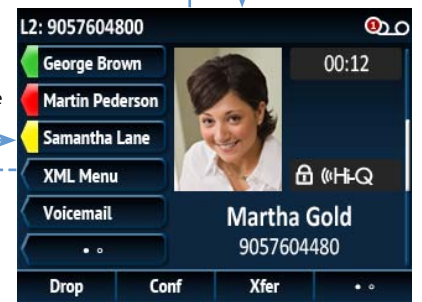 L2: 9057604800
1
George Brown
00:12
e
Martin Pederson
Samantha Lane
XML Menu
Hi-Q
Voicemail
Martha Gold
9057604480
Drop Conf Xfer